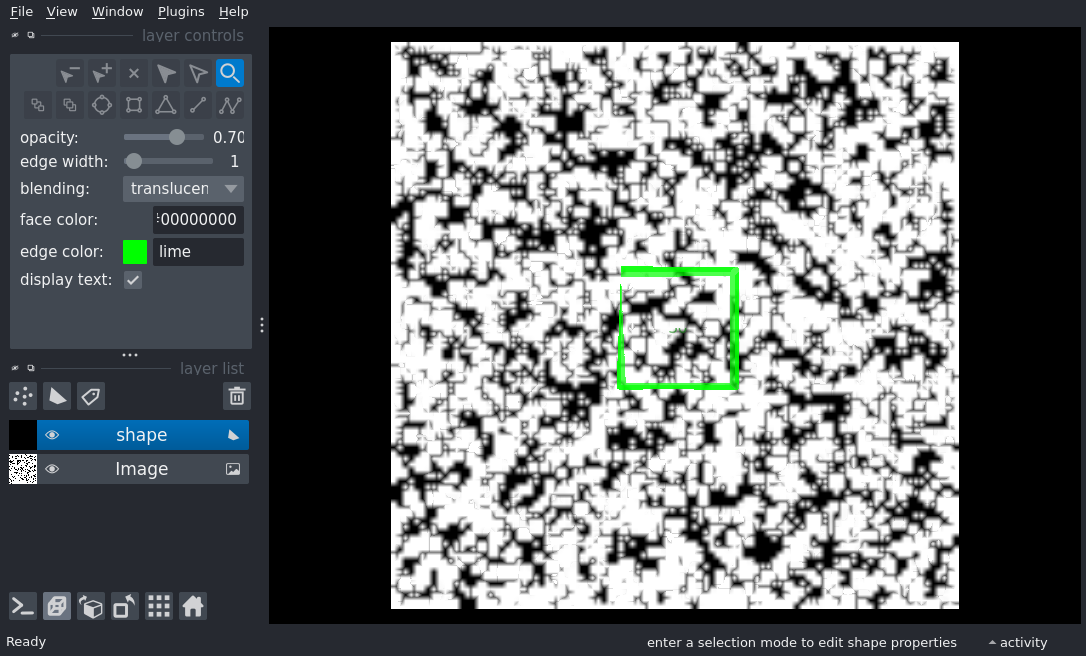 File View Window Plugins Help
layer controls
opacity: 0.70
edge width: 1
blending: translucen
face color: 00000000
edge color: lime
display text:
layer list
shape
Image
Ready
enter a selection mode to edit shape properties
activity